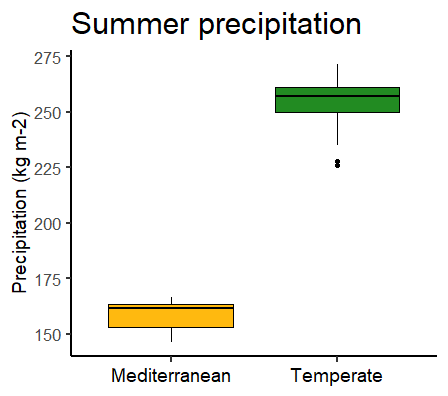 Summer precipitation
Precipitation (kg m-2)
275
250
225
200
175
150
Mediterranean Temperate